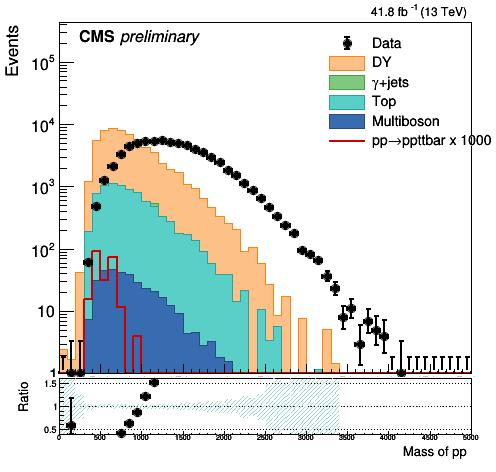 41.8 fb⁻¹ (13 TeV)
CMS preliminary
Events
Data
DY
γ+jets
Top
Multiboson
pp→ppttbar x 1000
10⁵
10⁴
10³
10²
10
1
Ratio
1.5
1
0.5
0 500 1000 1500 2000 2500 3000 3500 4000 4500 5000
Mass of pp